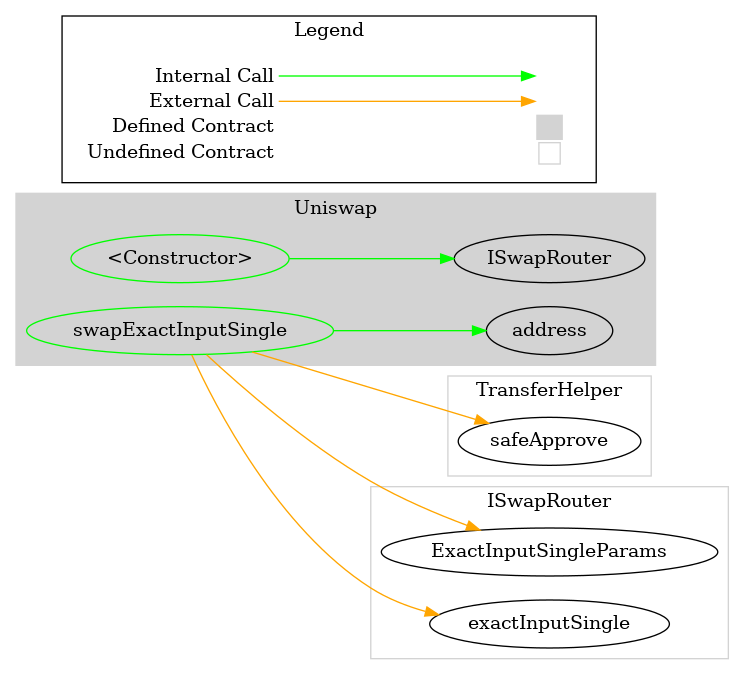 Legend
Internal Call
External Call
Defined Contract
Undefined Contract
Uniswap
<Constructor>
ISwapRouter
swapExactInputSingle
address
TransferHelper
safeApprove
ISwapRouter
ExactInputSingleParams
exactInputSingle